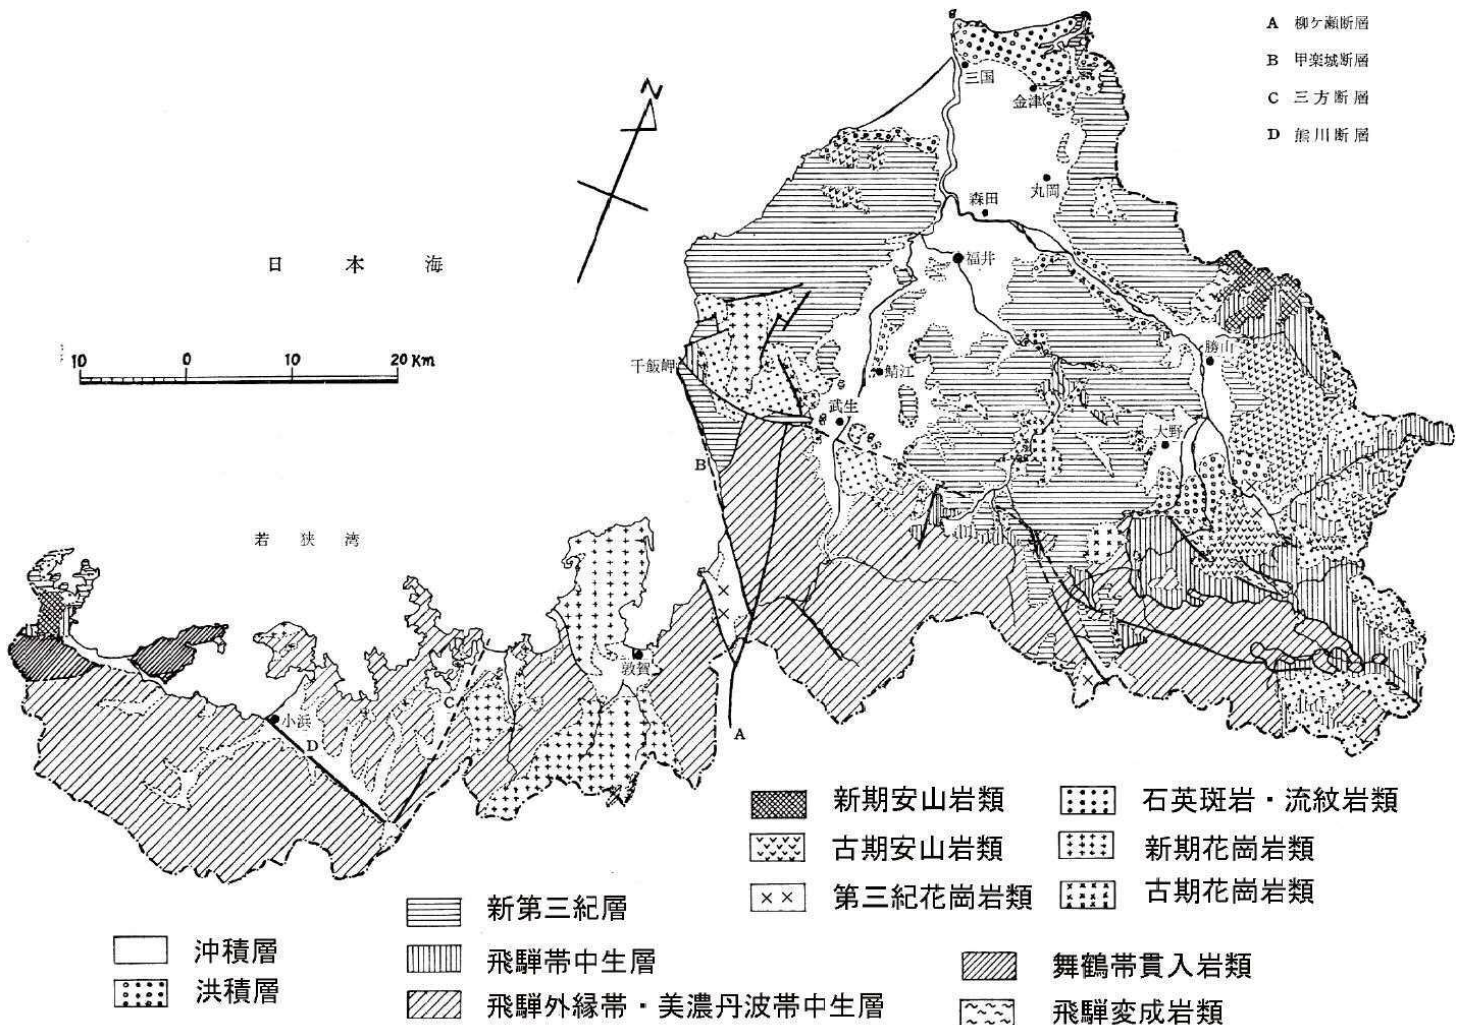 A 柳ケ瀬断層
B 甲楽城断層
C 三方断層
D 熊川断層
N
三国
金津
丸岡
森田
福井
日本海
10 0 10 20 Km
千飯岬
勝山
鯖江
武生
大野
B
若狭湾
敦賀
小浜
C
D
A
新期安山岩類
石英斑岩・流紋岩類
古期安山岩類
新期花崗岩類
第三紀花崗岩類
古期花崗岩類
新第三紀層
沖積層
飛騨帯中生層
舞鶴帯貫入岩類
洪積層
飛騨外縁帯・美濃丹波帯中生層
飛騨変成岩類